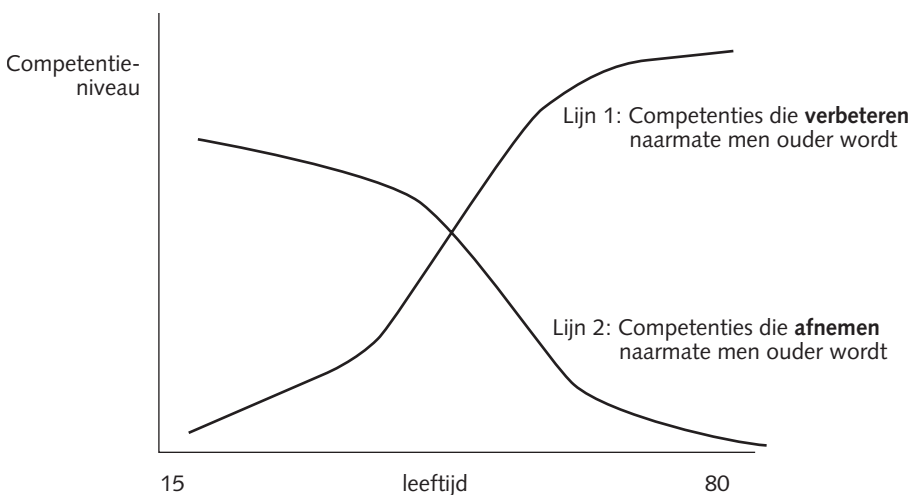 Competentie-
niveau
Lijn 1: Competenties die verbeteren
naarmate men ouder wordt
Lijn 2: Competenties die afnemen
naarmate men ouder wordt
15
leeftijd
80